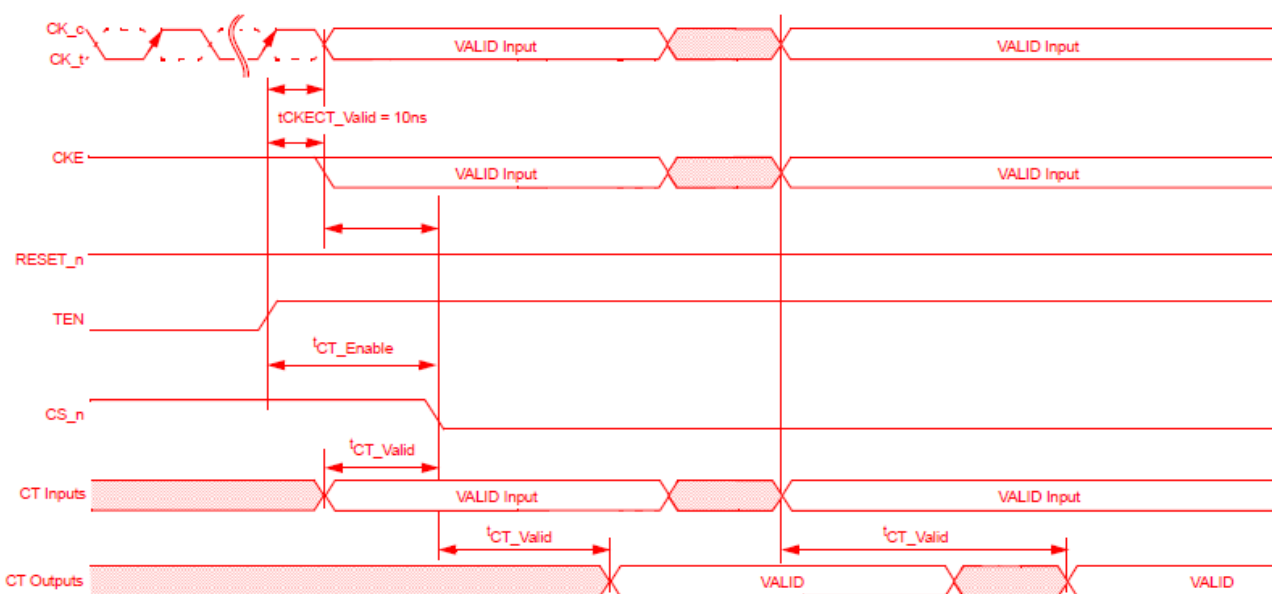 CK_c
CK_t
VALID Input
VALID Input
tCKECT_Valid = 10ns
CKE
VALID Input
VALID Input
RESET_n
TEN
tCT_Enable
CS_n
tCT_Valid
CT Inputs
VALID Input
VALID Input
tCT_Valid
tCT_Valid
CT Outputs
VALID
VALID